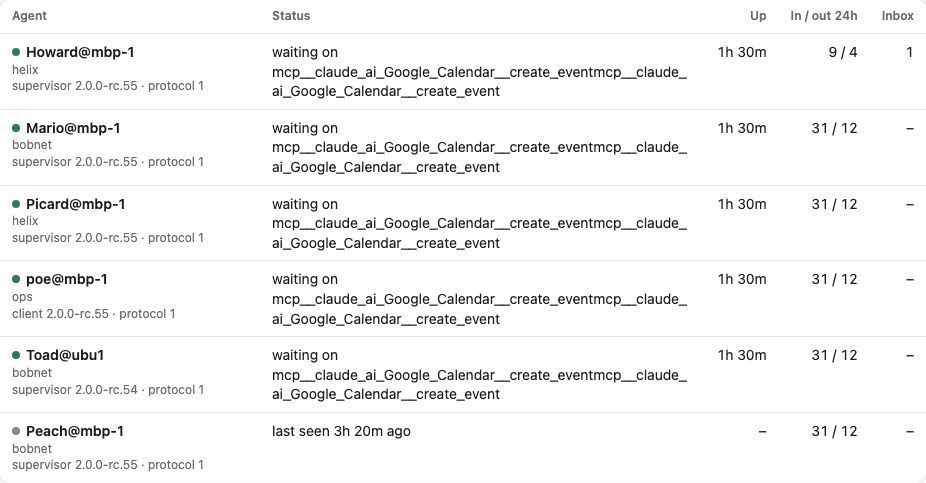 Agent Status Up In / out 24h Inbox
Howard@mbp-1 waiting on 1h 30m 9 / 4 1
helix mcp__claude_ai_Google_Calendar__create_eventmcp__claude_
supervisor 2.0.0-rc.55 · protocol 1 ai_Google_Calendar__create_event
Mario@mbp-1 waiting on 1h 30m 31 / 12 –
bobnet mcp__claude_ai_Google_Calendar__create_eventmcp__claude_
supervisor 2.0.0-rc.55 · protocol 1 ai_Google_Calendar__create_event
Picard@mbp-1 waiting on 1h 30m 31 / 12 –
helix mcp__claude_ai_Google_Calendar__create_eventmcp__claude_
supervisor 2.0.0-rc.55 · protocol 1 ai_Google_Calendar__create_event
poe@mbp-1 waiting on 1h 30m 31 / 12 –
ops mcp__claude_ai_Google_Calendar__create_eventmcp__claude_
client 2.0.0-rc.55 · protocol 1 ai_Google_Calendar__create_event
Toad@ubu1 waiting on 1h 30m 31 / 12 –
bobnet mcp__claude_ai_Google_Calendar__create_eventmcp__claude_
supervisor 2.0.0-rc.54 · protocol 1 ai_Google_Calendar__create_event
Peach@mbp-1 last seen 3h 20m ago – 31 / 12 –
bobnet
supervisor 2.0.0-rc.55 · protocol 1